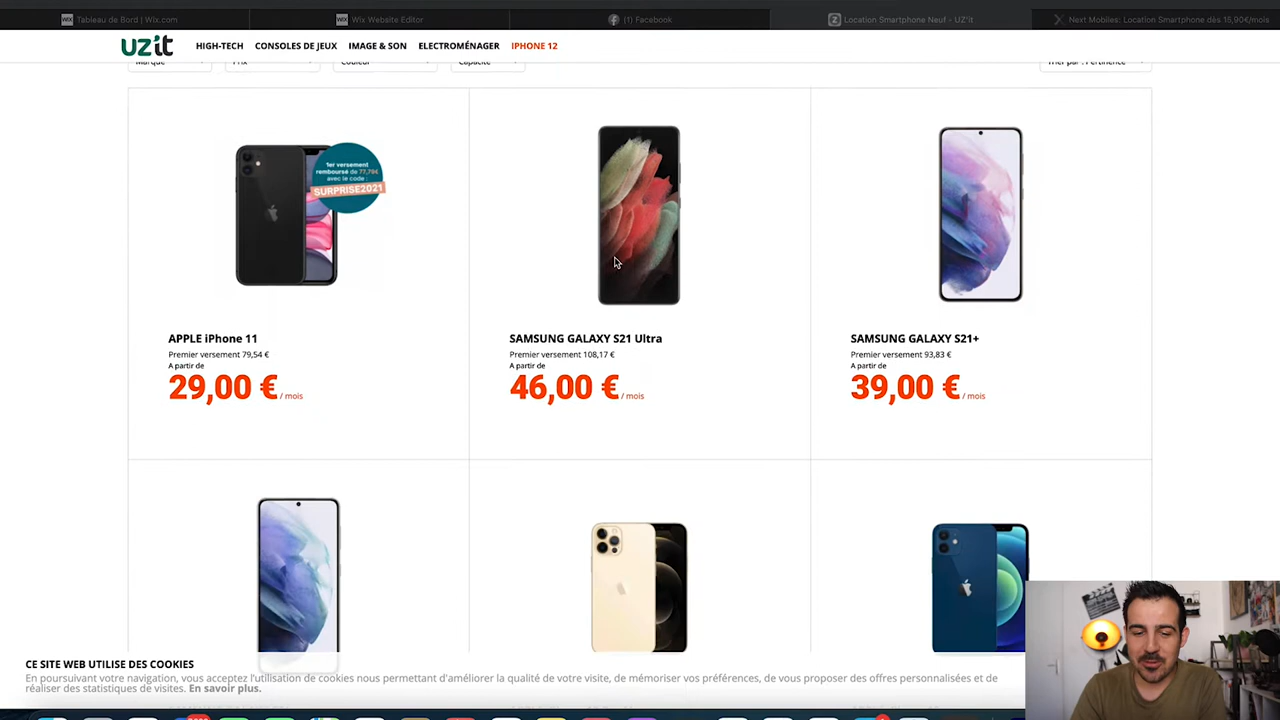 Tableau de Bord | Wix.com
Wix Website Editor
(1) Facebook
Location Smartphone Neuf - UZ'it
Next Mobiles: Location Smartphone dès 15,90€/mois
uzit
HIGH-TECH
CONSOLES DE JEUX
IMAGE & SON
ELECTROMÉNAGER
IPHONE 12
Marque
Prix
Couleur
Capacité
Trier par : Pertinence
1er versement
remboursé de 77,79€
avec le code :
SURPRISE2021
APPLE iPhone 11
Premier versement 79,54 €
A partir de
29,00 € / mois
SAMSUNG GALAXY S21 Ultra
Premier versement 108,17 €
A partir de
46,00 € / mois
SAMSUNG GALAXY S21+
Premier versement 93,83 €
A partir de
39,00 € / mois
CE SITE WEB UTILISE DES COOKIES
En poursuivant votre navigation, vous acceptez l'utilisation de cookies nous permettant d'améliorer la qualité de votre visite, de mémoriser vos préférences, de vous proposer des offres personnalisées et de
réaliser des statistiques de visites. En savoir plus.